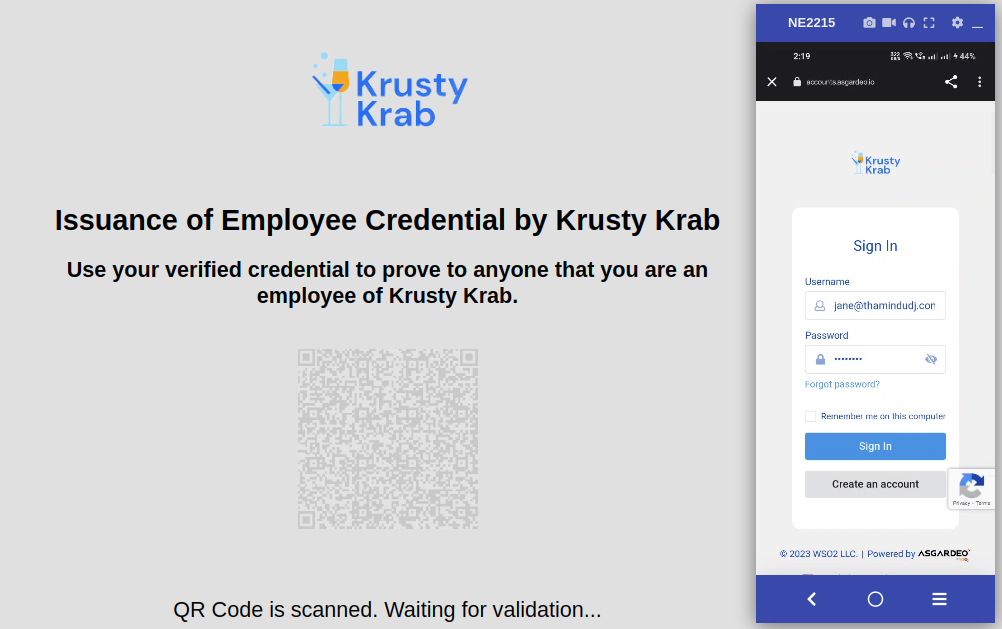 Krusty
Krab
Issuance of Employee Credential by Krusty Krab
Use your verified credential to prove to anyone that you are an
employee of Krusty Krab.
QR Code is scanned. Waiting for validation...
NE2215
2:19
44%
accounts.asgardeo.io
Krusty
Krab
Sign In
Username
jane@thamindudj.com
Password
Forgot password?
Remember me on this computer
Sign In
Create an account
Privacy - Terms
© 2023 WSO2 LLC. | Powered by ASGARDEO